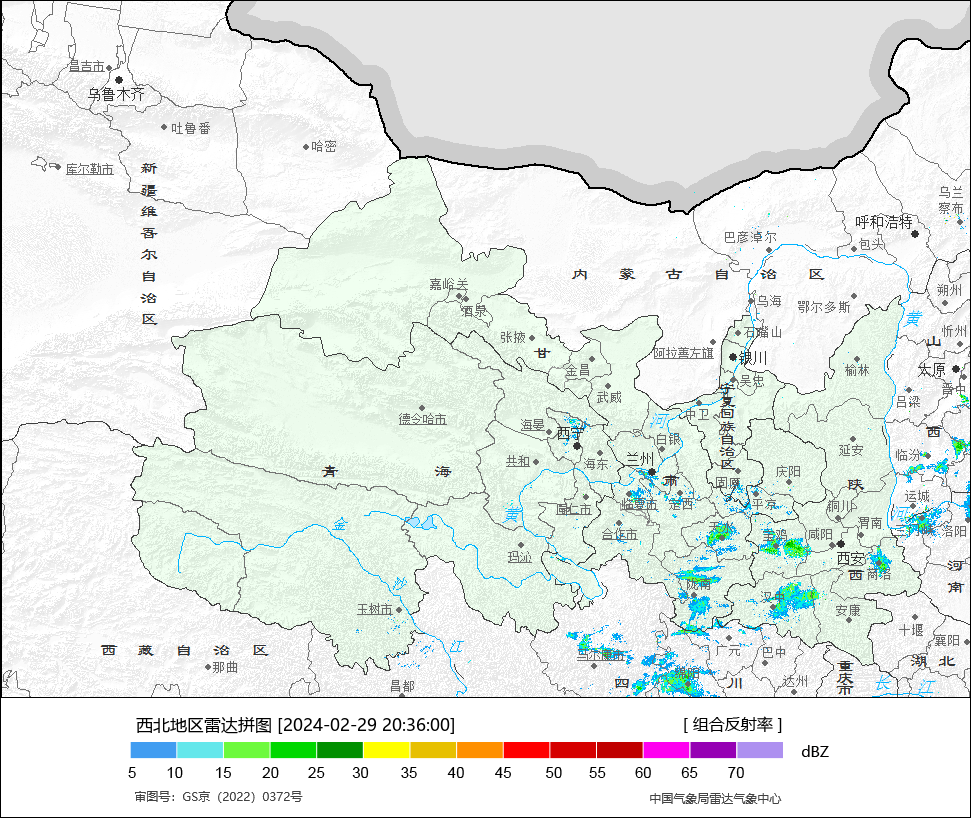 昌吉市
乌鲁木齐
吐鲁番
哈密
库尔勒市
新疆维吾尔自治区
乌兰
察布
呼和浩特
巴彦淖尔
包头
内蒙古自治区
嘉峪关
酒泉
乌海
鄂尔多斯
朔州
黄
忻州
石嘴山
张掖
甘
阿拉善左旗
银川
山
太原
金昌
榆林
吴忠
晋中
武威
宁夏回族自治区
吕梁
德令哈市
中卫
海晏
西宁
河
白银
西
延安
临汾
共和
海东
兰州
青海
肃
固原
庆阳
陕
临夏市
定西
平凉
运城
黄
铜川
金
渭南
合作市
宝鸡
咸阳
洛阳
玛沁
西安
西
商洛
河南
沙
陇南
汉中
玉树市
安康
十堰
江
襄阳
西藏自治区
广元
巴中
那曲
重庆市
湖北
四川
达州
昌都
长江
西北地区雷达拼图 [2024-02-29 20:36:00]
[ 组合反射率 ]
dBZ
5 10 15 20 25 30 35 40 45 50 55 60 65 70
审图号：GS京（2022）0372号
中国气象局雷达气象中心